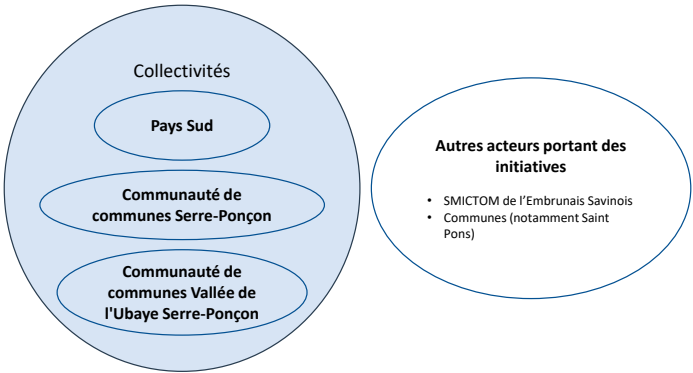 Collectivités
Pays Sud
Communauté de
communes Serre-Ponçon
Communauté de
communes Vallée de
l'Ubaye Serre-Ponçon
Autres acteurs portant des
initiatives
• SMICTOM de l’Embrunais Savinois
• Communes (notamment Saint
Pons)